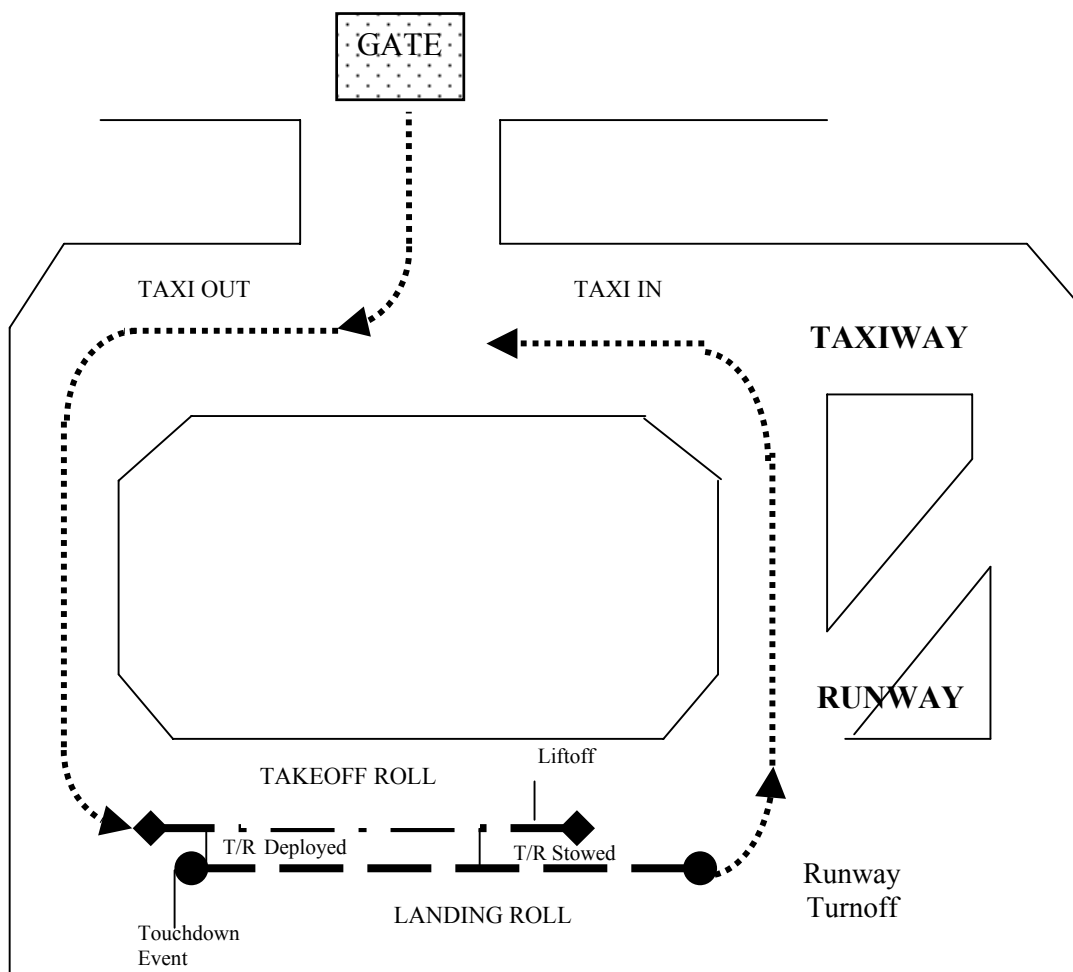 GATE
TAXI OUT
TAXI IN
TAXIWAY
RUNWAY
Liftoff
TAKEOFF ROLL
T/R Deployed
T/R Stowed
Runway
Turnoff
LANDING ROLL
Touchdown
Event